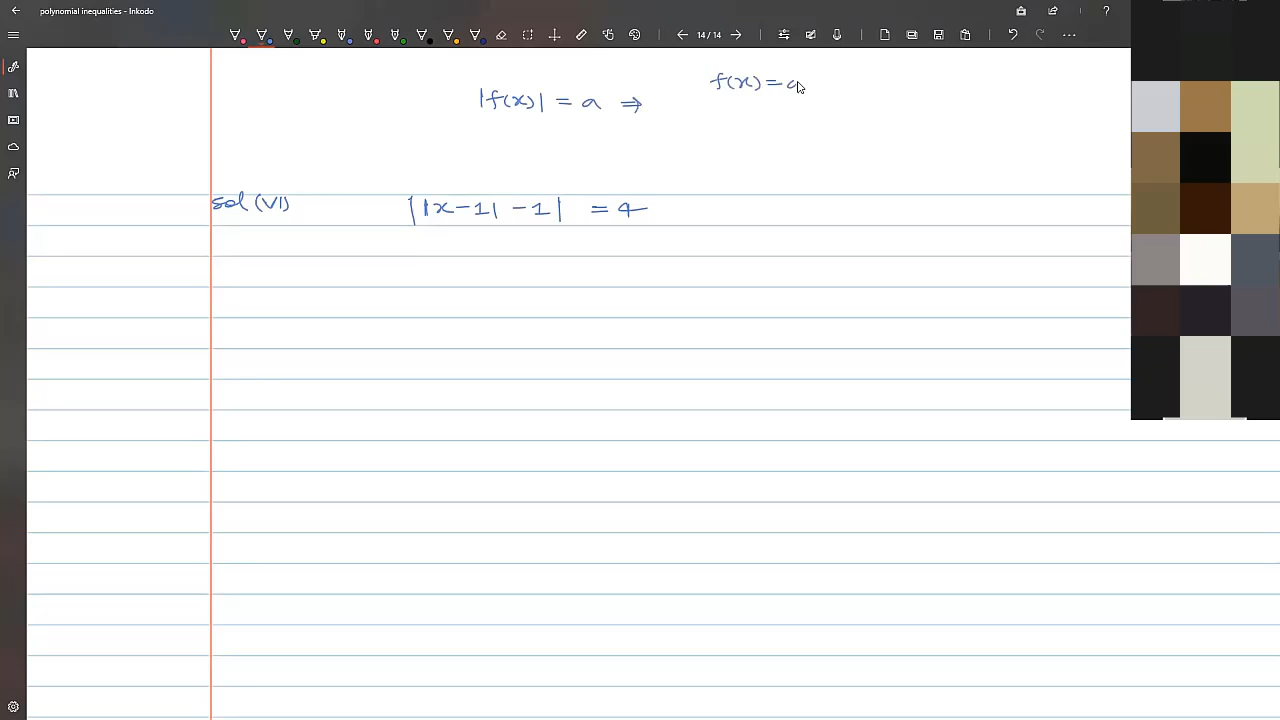 polynomial inequalities - Inkodo
14/14
f(x) = a
|f(x)| = a ⇒
sol (VI) ||x-1| -1| = 4